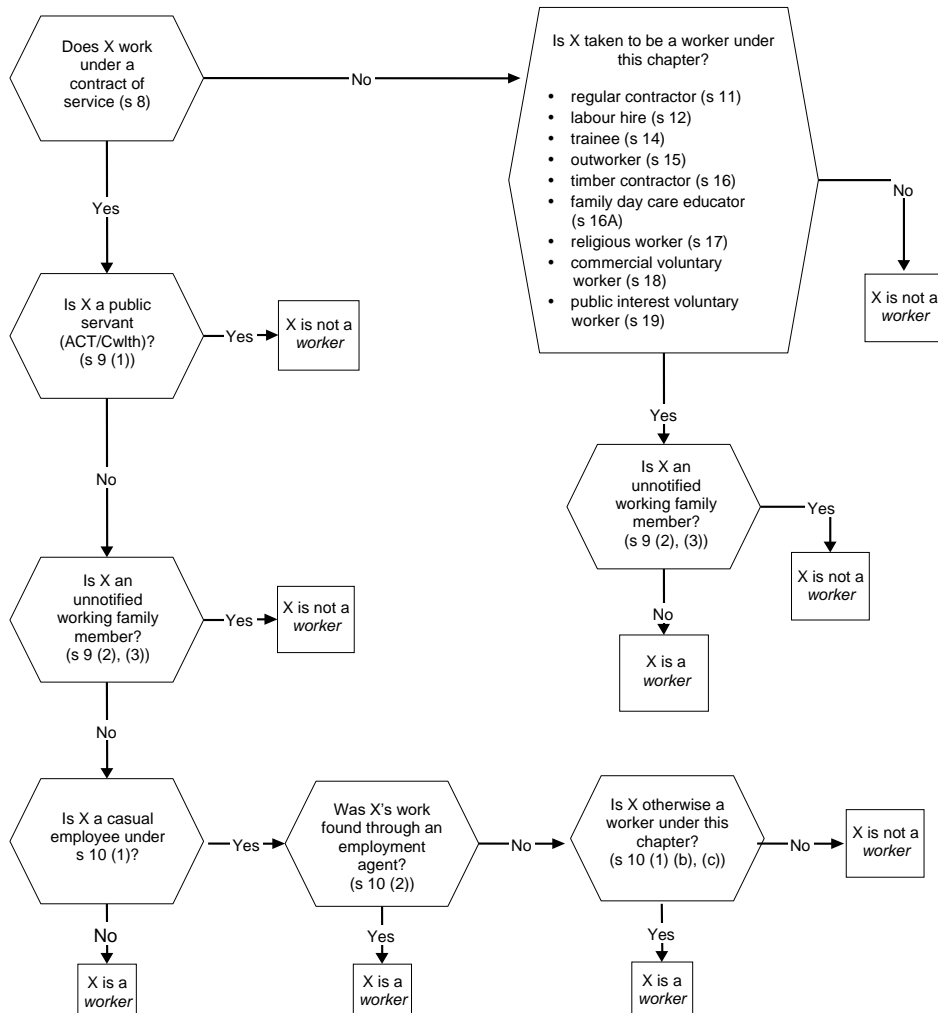 Does X work
under a
contract of
service (s 8)
No
Is X taken to be a worker under
this chapter?
• regular contractor (s 11)
• labour hire (s 12)
• trainee (s 14)
• outworker (s 15)
• timber contractor (s 16)
• family day care educator
(s 16A)
• religious worker (s 17)
• commercial voluntary
worker (s 18)
• public interest voluntary
worker (s 19)
No
X is not a
worker
Yes
Is X a public
servant
(ACT/Cwlth)?
(s 9 (1))
Yes
X is not a
worker
Yes
Is X an
unnotified
working family
member?
(s 9 (2), (3))
Yes
X is not a
worker
No
X is a
worker
No
Is X an
unnotified
working family
member?
(s 9 (2), (3))
Yes
X is not a
worker
No
Is X a casual
employee under
s 10 (1)?
Yes
Was X's work
found through an
employment
agent?
(s 10 (2))
No
Is X otherwise a
worker under this
chapter?
(s 10 (1) (b), (c))
No
X is not a
worker
No
X is a
worker
Yes
X is a
worker
Yes
X is a
worker